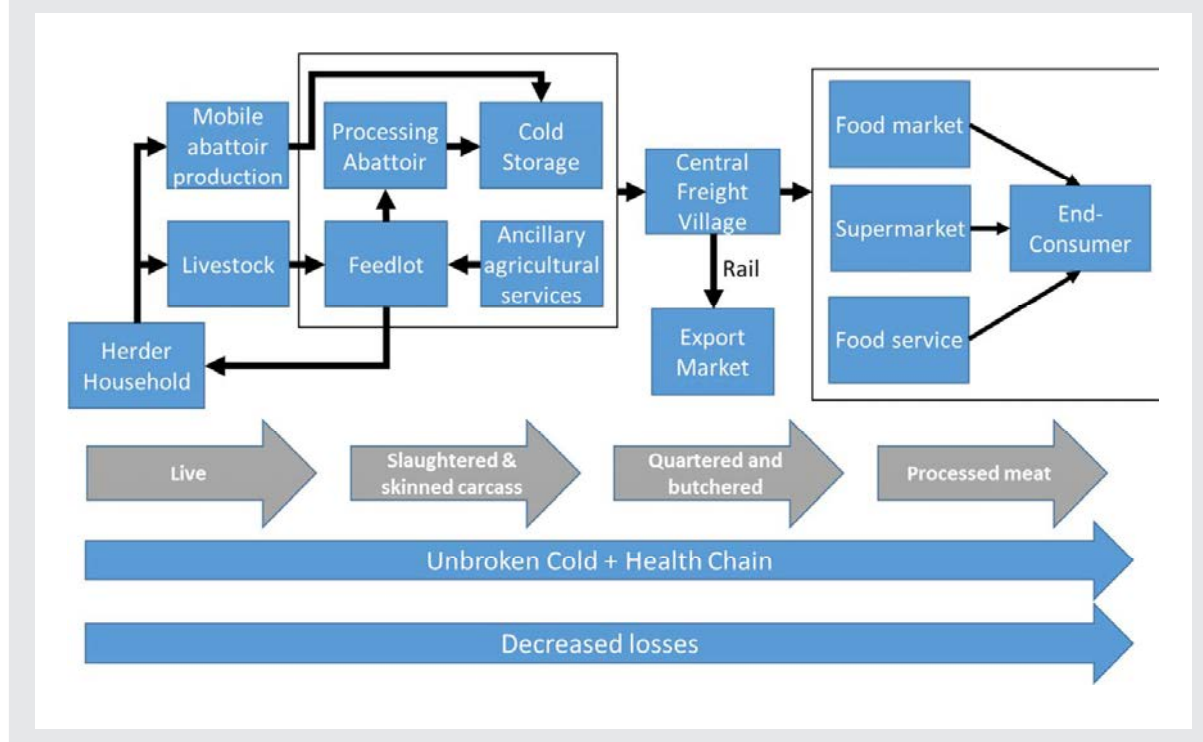 Mobile
abattoir
production
Processing
Abattoir
Cold
Storage
Livestock
Feedlot
Ancillary
agricultural
services
Herder
Household
Central
Freight
Village
Rail
Export
Market
Food market
Supermarket
Food service
End-
Consumer
Live
Slaughtered &
skinned carcass
Quartered and
butchered
Processed meat
Unbroken Cold + Health Chain
Decreased losses